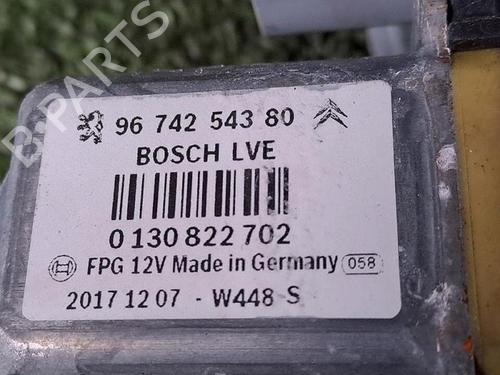 B-PARTS
96 742 543 80
BOSCH LVE
0 130 822 702
FPG 12V Made in Germany 058
2017 12 07 - W448 S